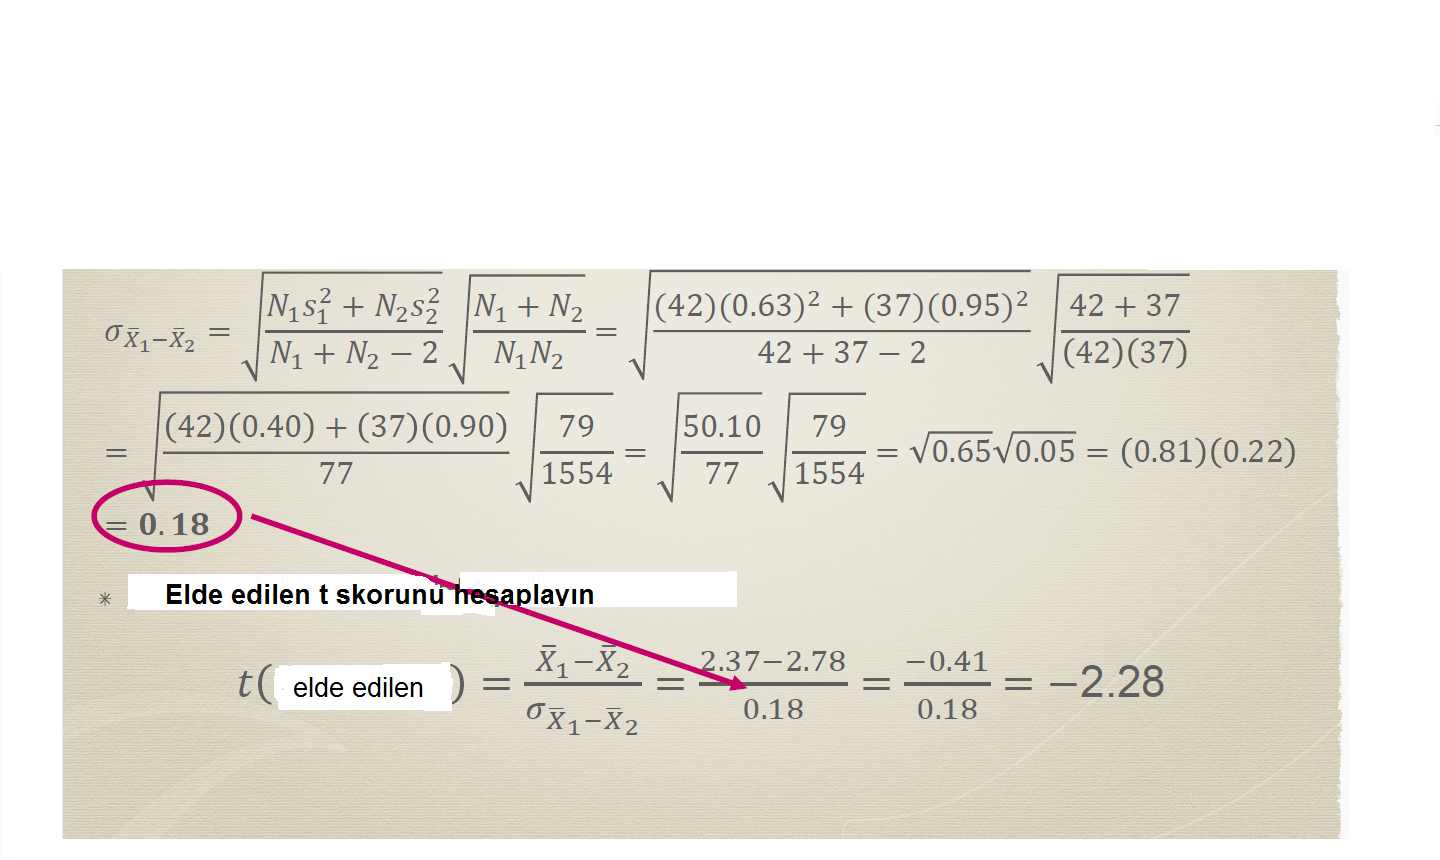 σ_{X̄₁−X̄₂} = √((N₁s₁² + N₂s₂²)/(N₁ + N₂ − 2)) √((N₁ + N₂)/(N₁N₂)) = √(((42)(0.63)² + (37)(0.95)²)/(42 + 37 − 2)) √((42 + 37)/((42)(37)))
= √(((42)(0.40) + (37)(0.90))/77) √(79/1554) = √(50.10/77) √(79/1554) = √0.65√0.05 = (0.81)(0.22)
= 0.18
Elde edilen t skorunu hesaplayın
t(elde edilen) = (X̄₁−X̄₂)/σ_{X̄₁−X̄₂} = (2.37−2.78)/0.18 = −0.41/0.18 = −2.28